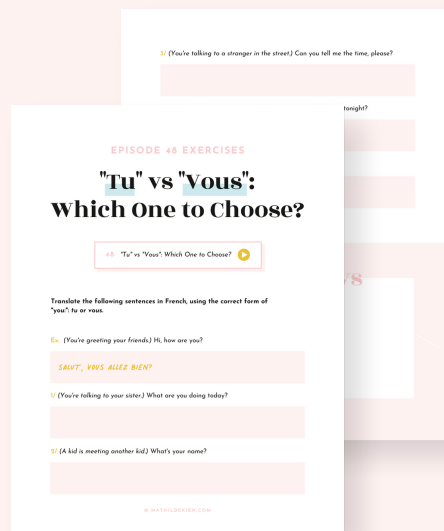 3/ (You're talking to a stranger in the street.) Can you tell me the time, please?
tonight?
EPISODE 48 EXERCISES
"Tu" vs "Vous":
Which One to Choose?
48 "Tu" vs "Vous": Which One to Choose?
Translate the following sentences in French, using the correct form of
"you": tu or vous.
Ex: (You're greeting your friends.) Hi, how are you?
SALUT, VOUS ALLEZ BIEN?
1/ (You're talking to your sister.) What are you doing today?
2/ (A kid is meeting another kid.) What's your name?
© MATHILDEKIEN.COM